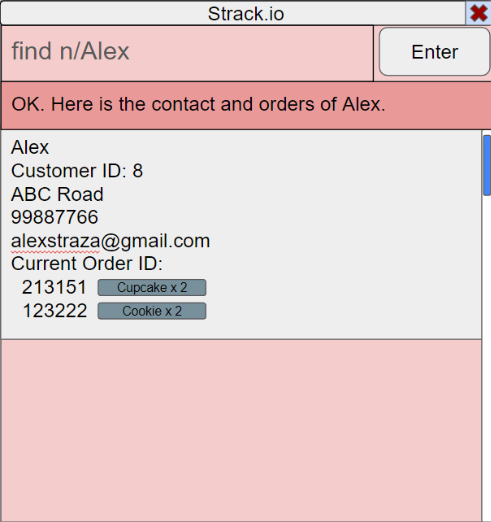 Strack.io
find n/Alex
Enter
OK. Here is the contact and orders of Alex.
Alex
Customer ID: 8
ABC Road
99887766
alexstraza@gmail.com
Current Order ID:
213151 Cupcake x 2
123222 Cookie x 2